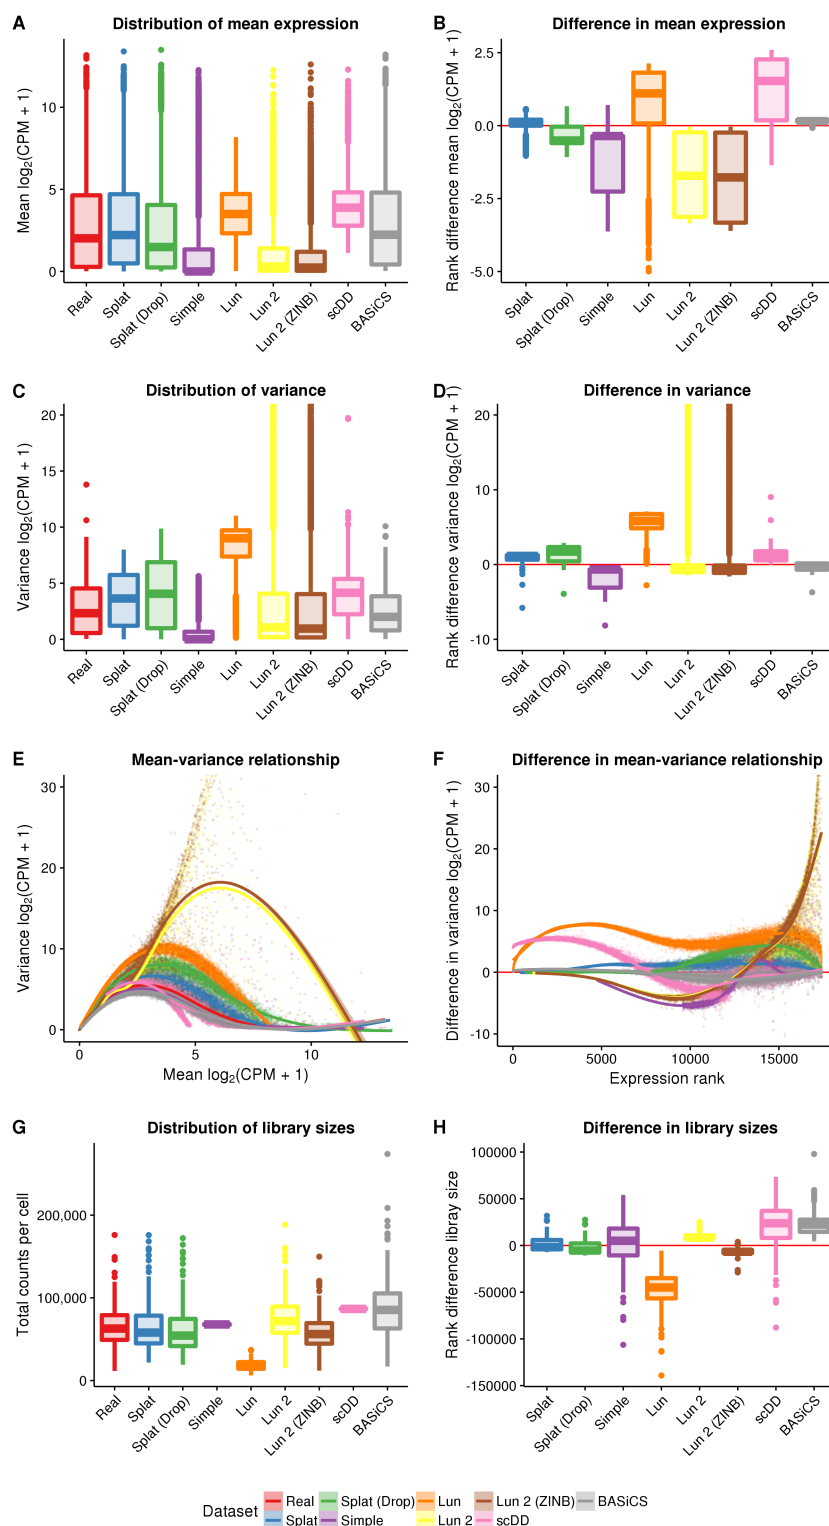 A Distribution of mean expression
Mean log2(CPM + 1)
10
5
0
Real Splat Splat (Drop) Simple Lun Lun 2 Lun 2 (ZINB) scDD BASiCS
B Difference in mean expression
Rank difference mean log2(CPM + 1)
2.5
0.0
-2.5
-5.0
Splat Splat (Drop) Simple Lun Lun 2 Lun 2 (ZINB) scDD BASiCS
C Distribution of variance
Variance log2(CPM + 1)
20
15
10
5
0
Real Splat Splat (Drop) Simple Lun Lun 2 Lun 2 (ZINB) scDD BASiCS
D Difference in variance
Rank difference variance log2(CPM + 1)
20
10
0
-10
Splat Splat (Drop) Simple Lun Lun 2 Lun 2 (ZINB) scDD BASiCS
E Mean-variance relationship
Variance log2(CPM + 1)
30
20
10
0
0 5 10
Mean log2(CPM + 1)
F Difference in mean-variance relationship
Difference in variance log2(CPM + 1)
30
20
10
0
-10
0 5000 10000 15000
Expression rank
G Distribution of library sizes
Total counts per cell
200,000
100,000
0
Real Splat Splat (Drop) Simple Lun Lun 2 Lun 2 (ZINB) scDD BASiCS
H Difference in library sizes
Rank difference libray size
100000
50000
0
-50000
-100000
-150000
Splat Splat (Drop) Simple Lun Lun 2 Lun 2 (ZINB) scDD BASiCS
Dataset
Real Splat (Drop) Lun Lun 2 (ZINB) BASiCS
Splat Simple Lun 2 scDD